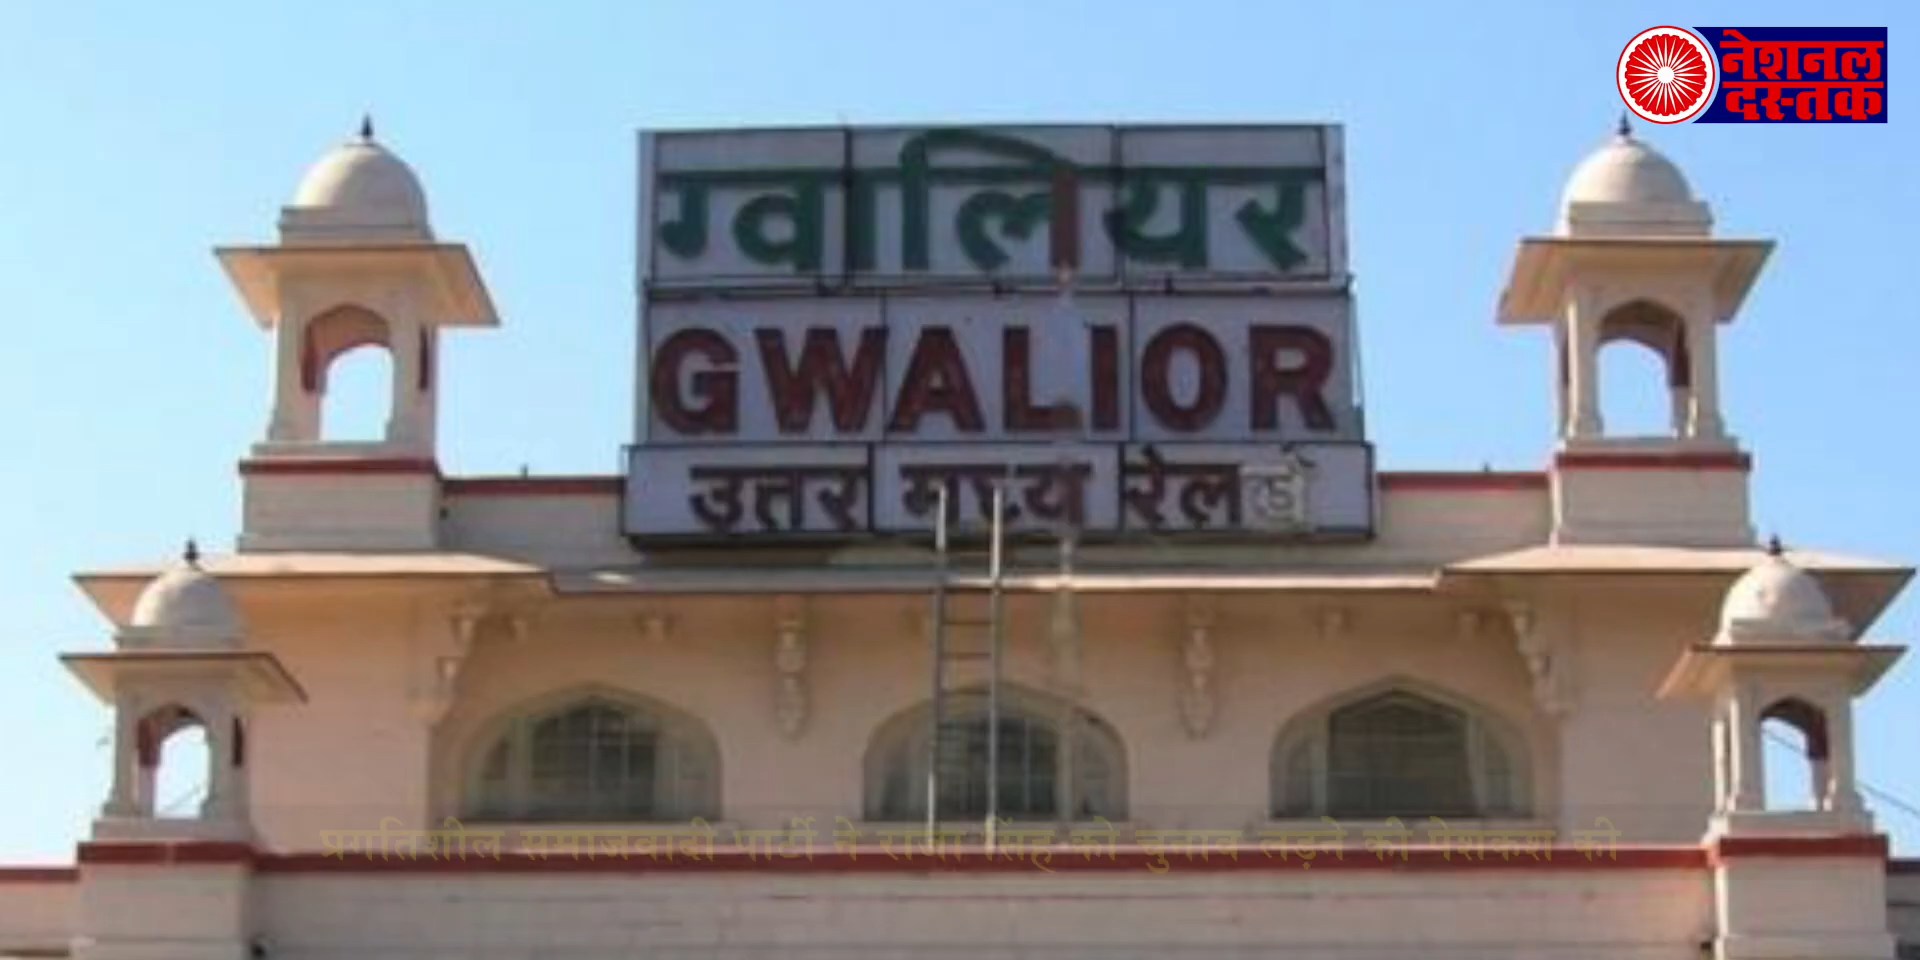 नेशनल
दस्तक
ग्वालियर
GWALIOR
उत्तर मध्य रेलवे
प्रगतिशील समाजवादी पार्टी ने राजा सिंह को चुनाव लड़ने की पेशकश की